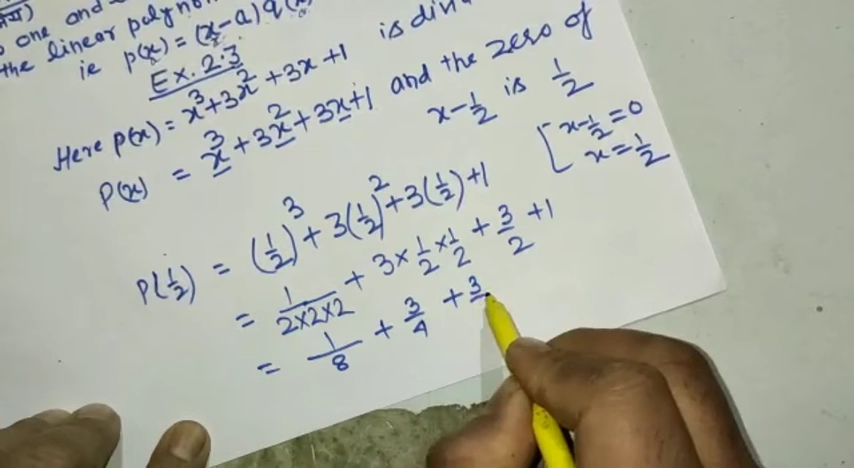 one and
the linear polyno
ie p(x) = (x-a) q(x
Ex. 2.3
Here p(x) = x³+3x²+3x+1 is div
P(x) = x³+3x²+3x+1 and the zero of
x-1/2 is 1/2
[x-1/2=0
x=1/2
P(1/2) = (1/2)³+3(1/2)²+3(1/2)+1
= 1/2×2×2 + 3×1/2×1/2+3/2+1
= 1/8 + 3/4 + 3